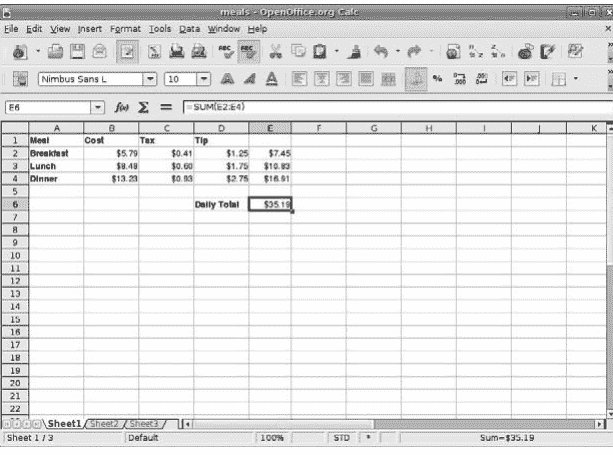 meals - OpenOffice.org Calc
File Edit View Insert Format Tools Data Window Help
Nimbus Sans L 10
E6 f(x) Σ = =SUM(E2:E4)
A B C D E F G H I J K
1 Meal Cost Tax Tip
2 Breakfast $5.79 $0.41 $1.25 $7.45
3 Lunch $8.48 $0.60 $1.75 $10.83
4 Dinner $13.23 $0.93 $2.75 $16.91
5
6 Daily Total $35.19
7
8
9
10
11
12
13
14
15
16
17
18
19
20
21
22
Sheet1 Sheet2 Sheet3
Sheet 1 / 3 Default 100% STD * Sum=$35.19